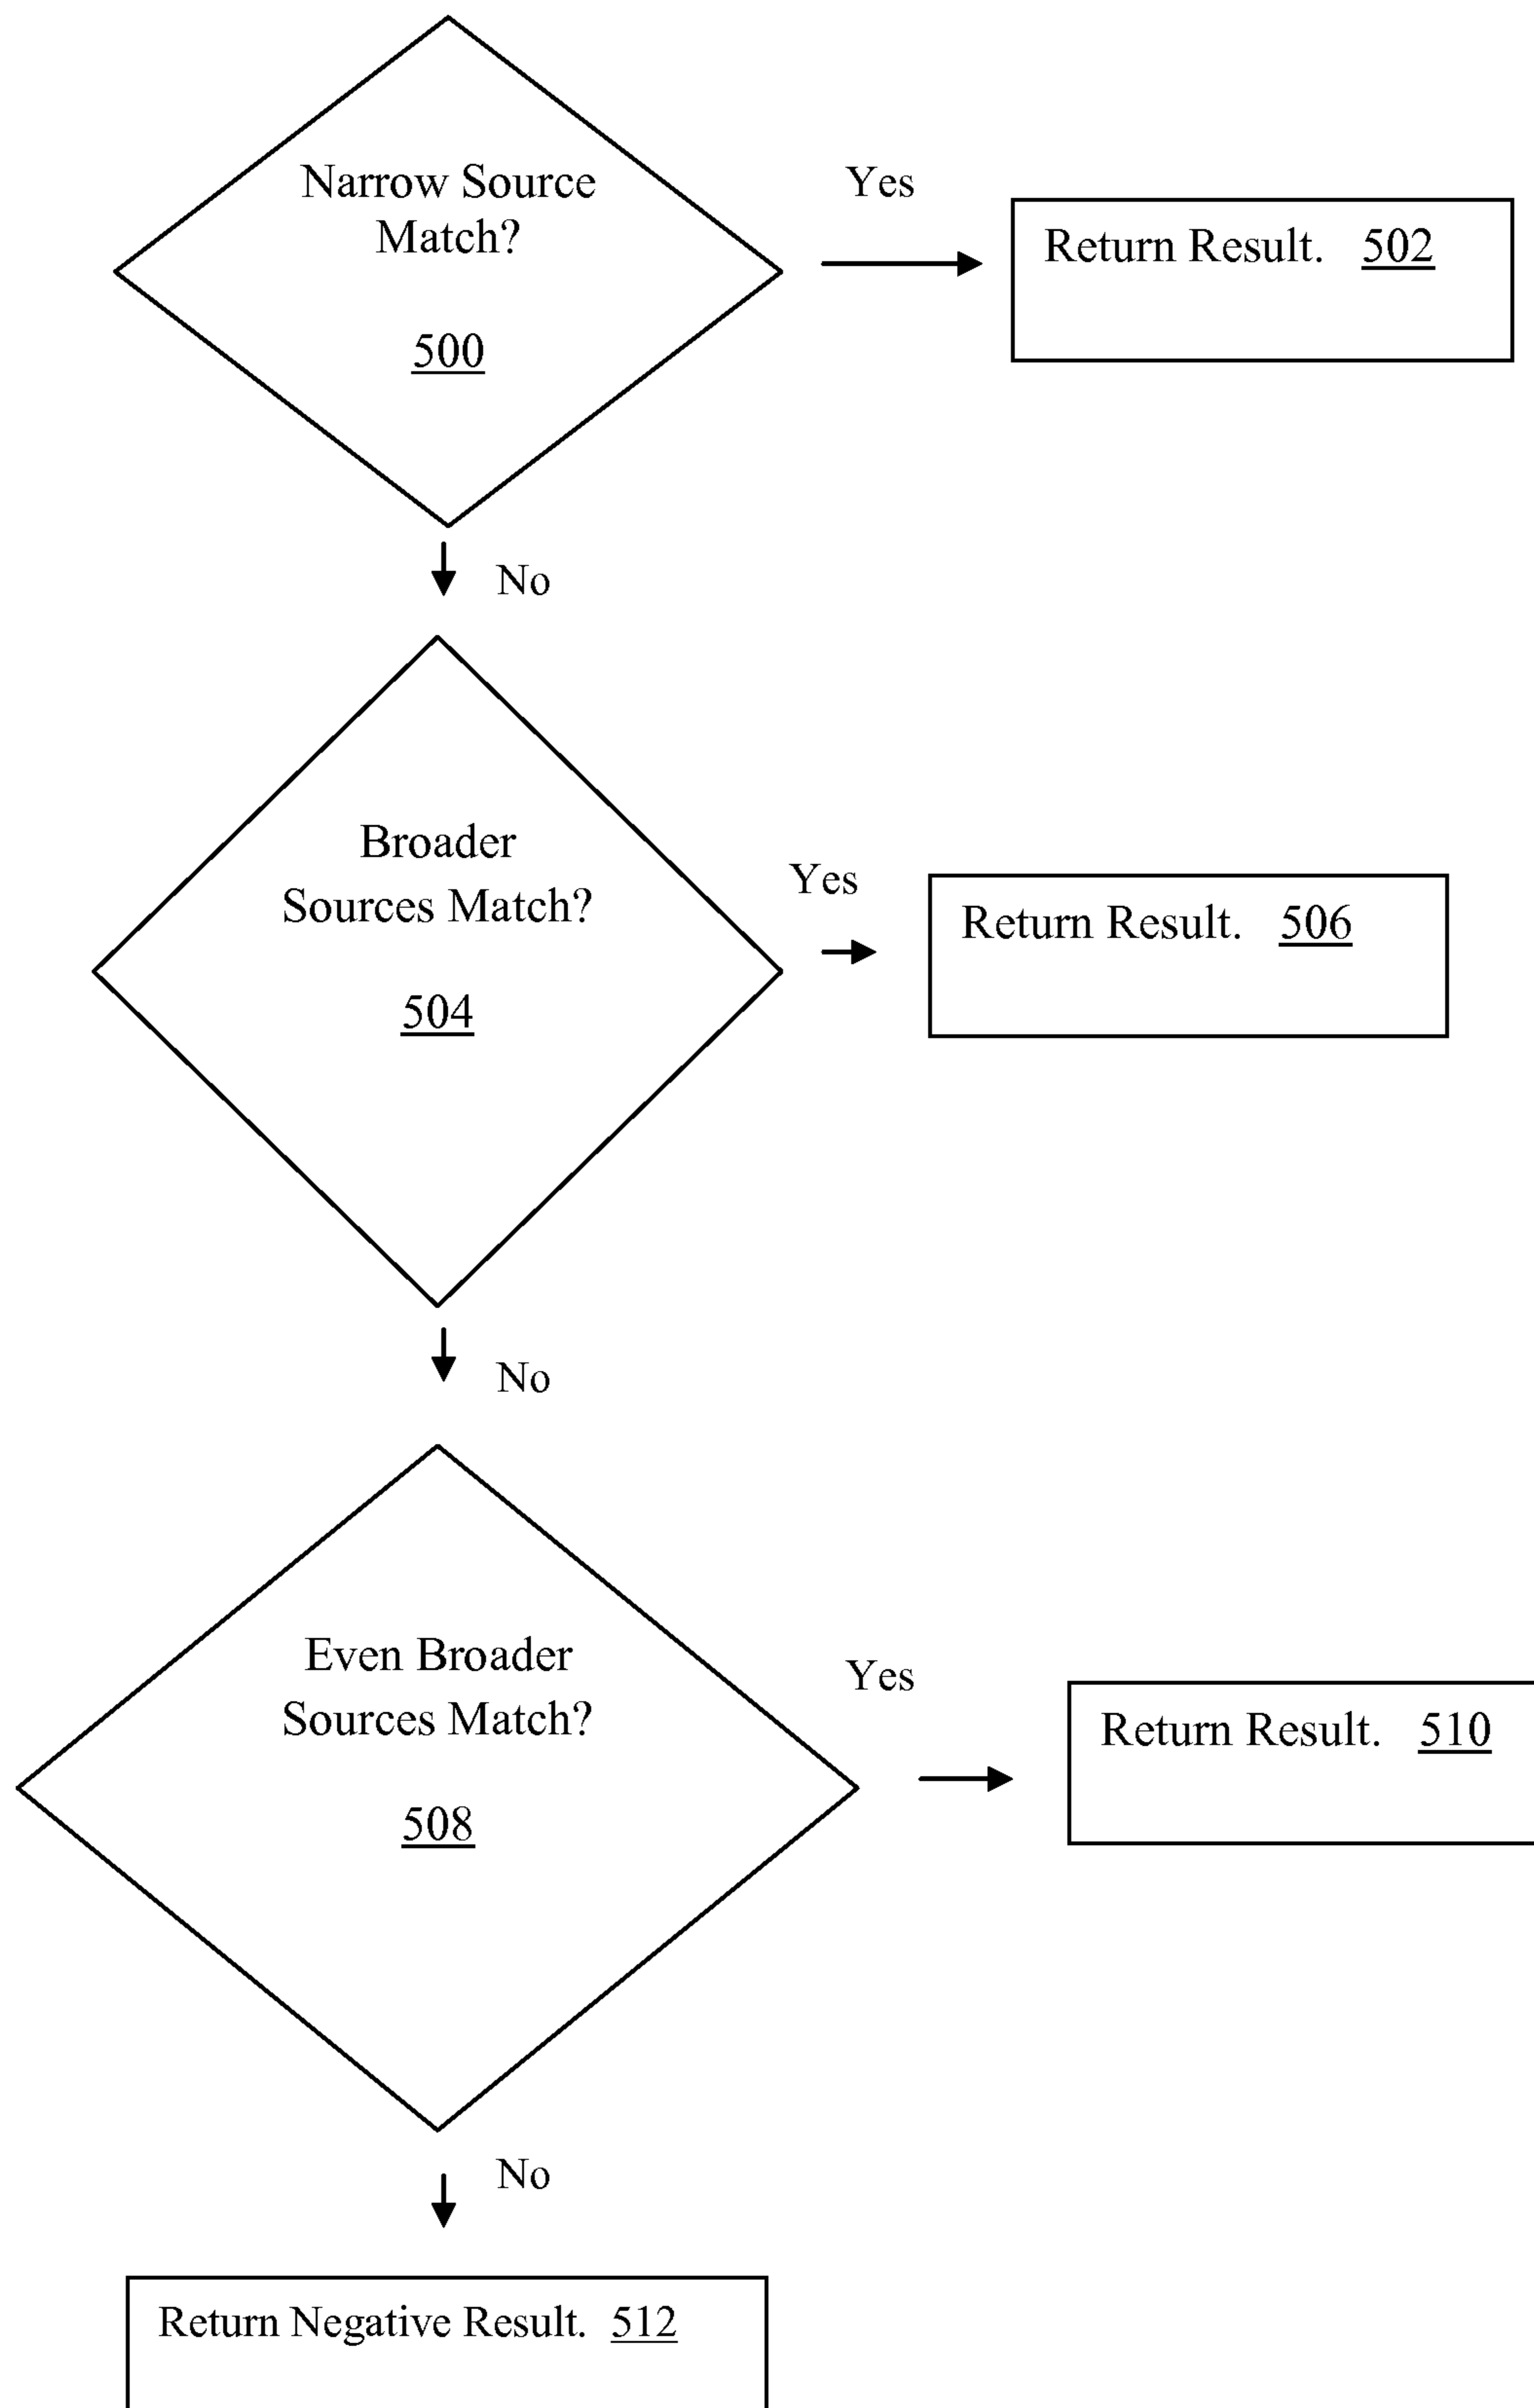 Narrow Source
Match?
500
Yes
Return Result. 502
No
Broader
Sources Match?
504
Yes
Return Result. 506
No
Even Broader
Sources Match?
508
Yes
Return Result. 510
No
Return Negative Result. 512